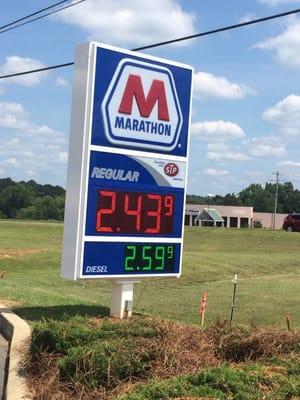 M
MARATHON
REGULAR
STP
2.43 9
DIESEL 2.59 9